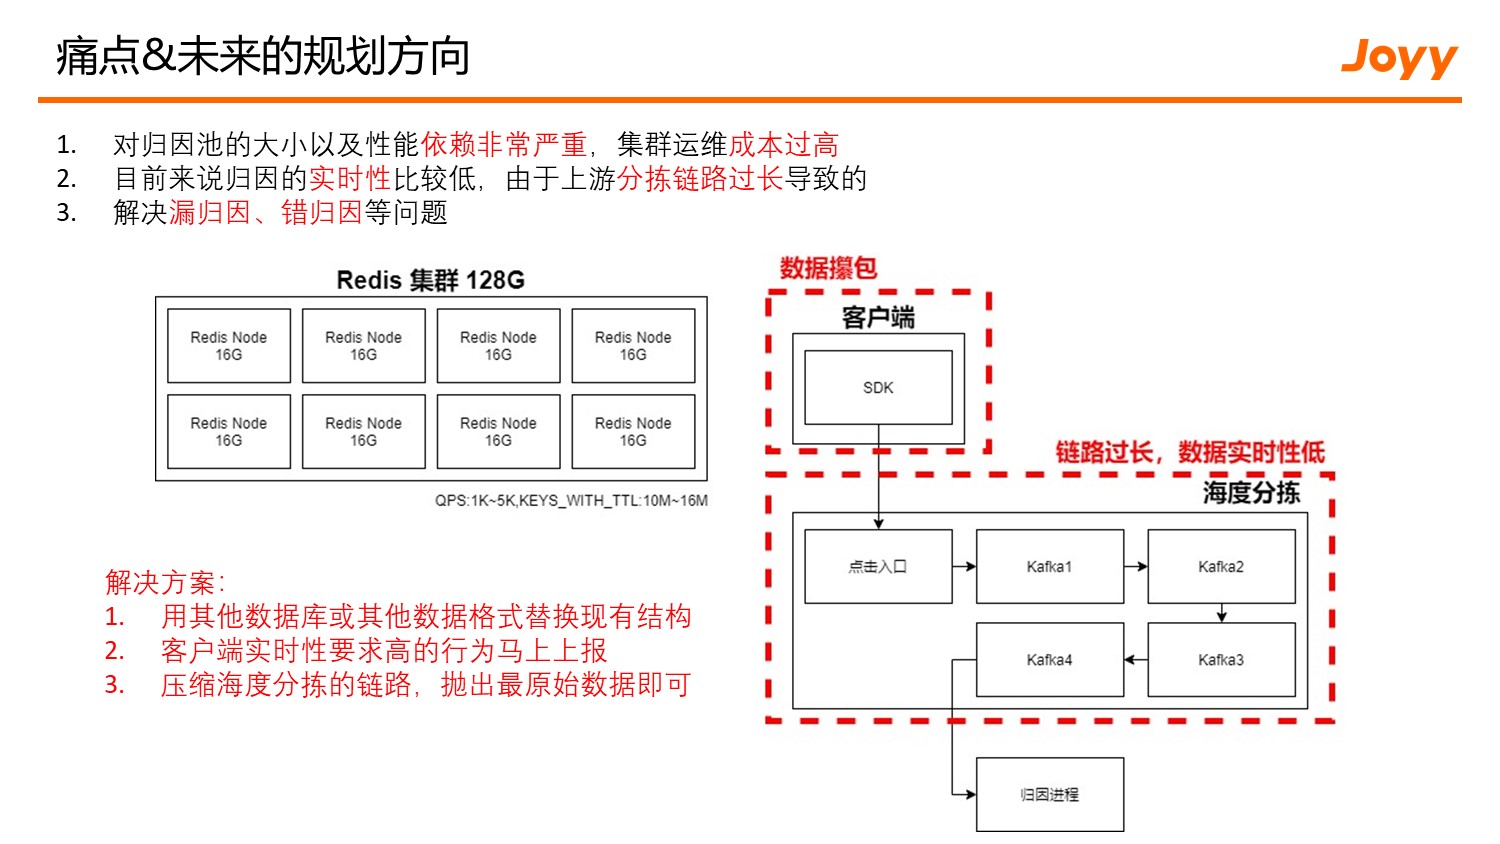 痛点&未来的规划方向
Joyy
1. 对归因池的大小以及性能依赖非常严重，集群运维成本过高
2. 目前来说归因的实时性比较低，由于上游分拣链路过长导致的
3. 解决漏归因、错归因等问题
Redis 集群 128G
Redis Node
16G
Redis Node
16G
Redis Node
16G
Redis Node
16G
Redis Node
16G
Redis Node
16G
Redis Node
16G
Redis Node
16G
QPS:1K~5K,KEYS_WITH_TTL:10M~16M
解决方案：
1. 用其他数据库或其他数据格式替换现有结构
2. 客户端实时性要求高的行为马上上报
3. 压缩海度分拣的链路，抛出最原始数据即可
数据攥包
客户端
SDK
链路过长，数据实时性低
海度分拣
点击入口
Kafka1
Kafka2
Kafka4
Kafka3
归因进程